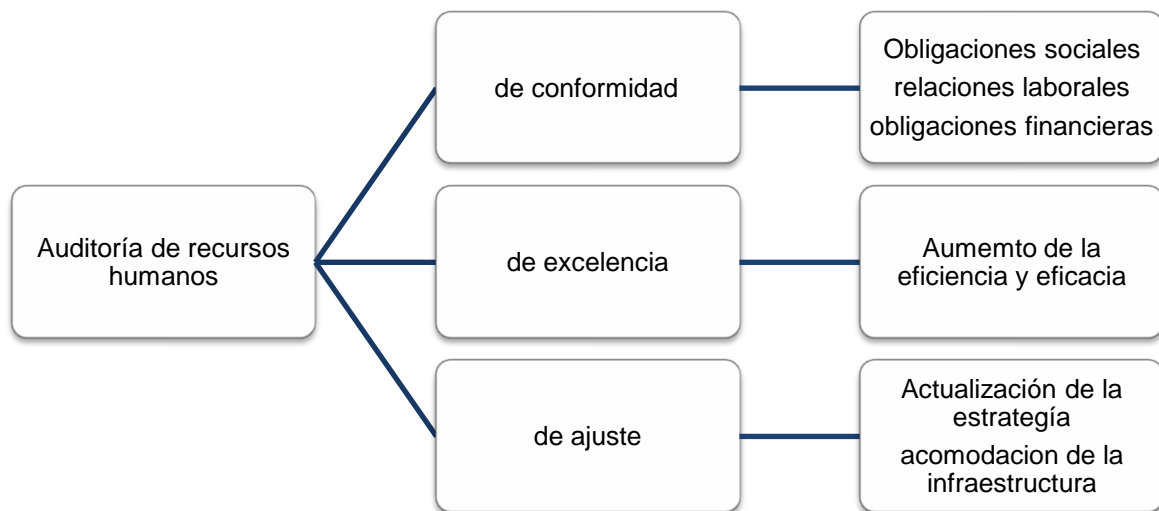 Auditoría de recursos
humanos
de conformidad
Obligaciones sociales
relaciones laborales
obligaciones financieras
de excelencia
Aumemto de la
eficiencia y eficacia
de ajuste
Actualización de la
estrategía
acomodacion de la
infraestructura